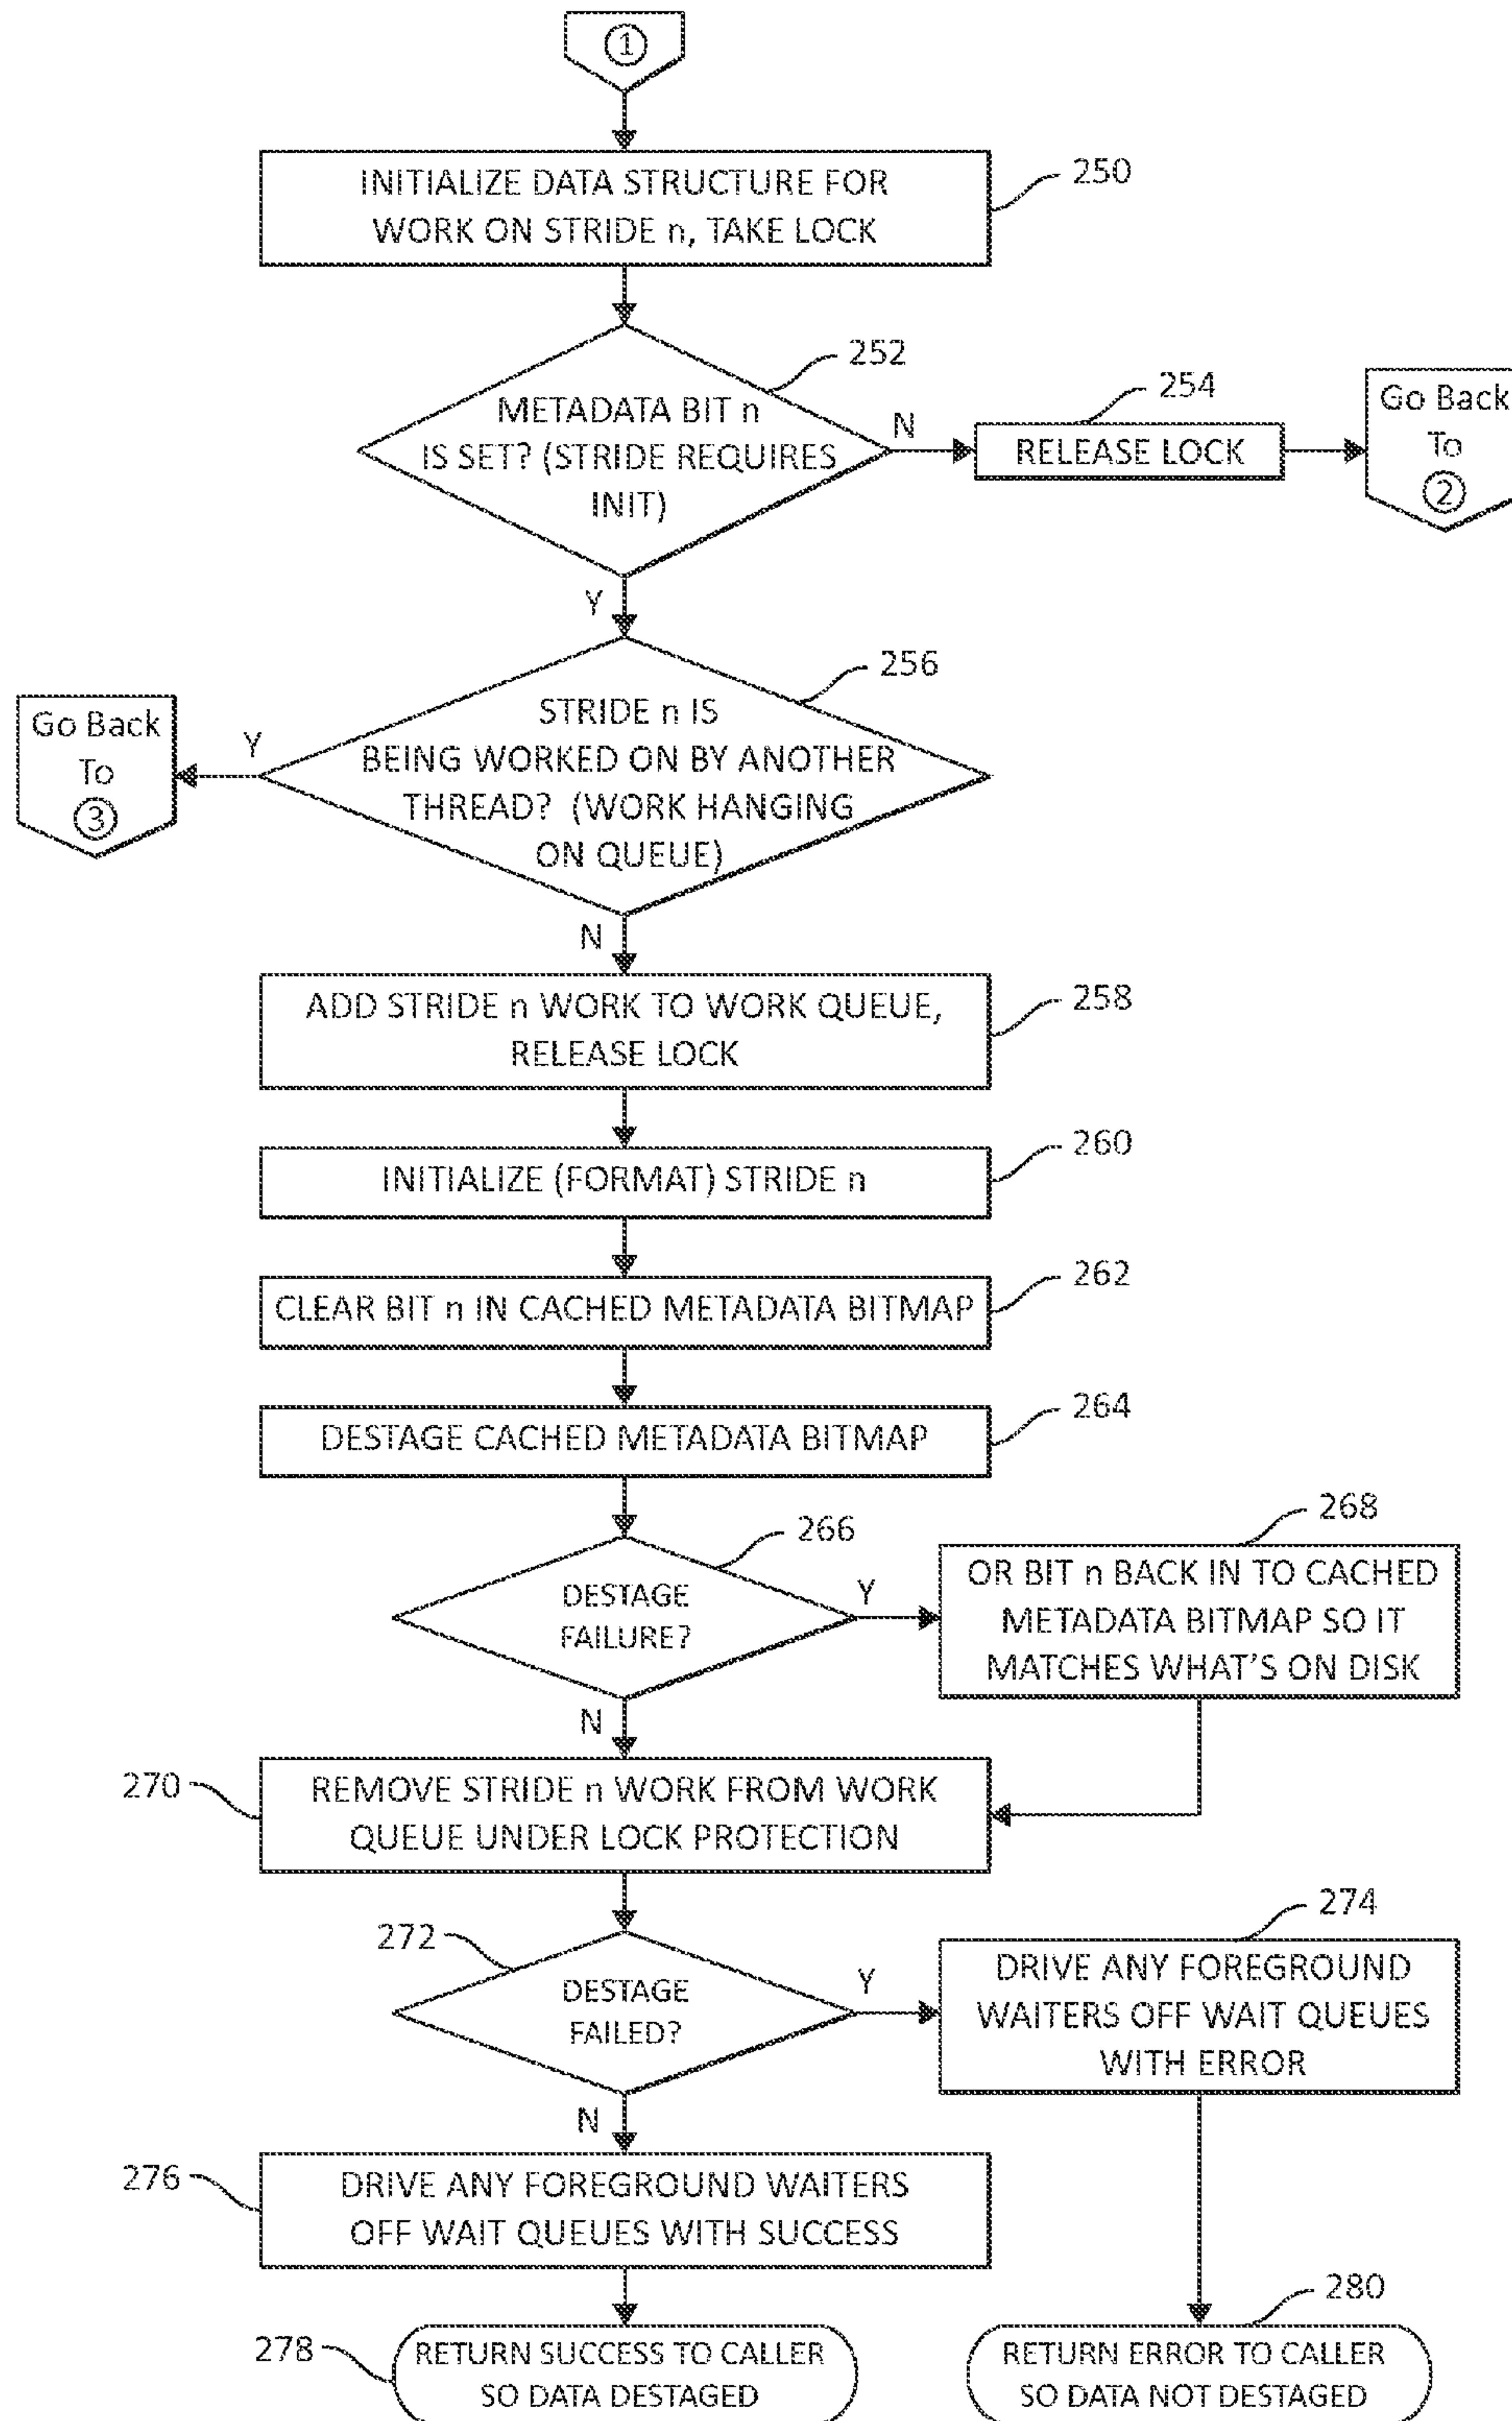 1
INITIALIZE DATA STRUCTURE FOR
WORK ON STRIDE n, TAKE LOCK
250
METADATA BIT n
IS SET? (STRIDE REQUIRES
INIT)
252
N
254
RELEASE LOCK
Go Back
To
2
Y
256
STRIDE n IS
BEING WORKED ON BY ANOTHER
THREAD? (WORK HANGING
ON QUEUE)
Y
Go Back
To
3
N
ADD STRIDE n WORK TO WORK QUEUE,
RELEASE LOCK
258
INITIALIZE (FORMAT) STRIDE n
260
CLEAR BIT n IN CACHED METADATA BITMAP
262
DESTAGE CACHED METADATA BITMAP
264
266
DESTAGE
FAILURE?
Y
268
OR BIT n BACK IN TO CACHED
METADATA BITMAP SO IT
MATCHES WHAT'S ON DISK
N
270
REMOVE STRIDE n WORK FROM WORK
QUEUE UNDER LOCK PROTECTION
272
DESTAGE
FAILED?
Y
274
DRIVE ANY FOREGROUND
WAITERS OFF WAIT QUEUES
WITH ERROR
N
276
DRIVE ANY FOREGROUND WAITERS
OFF WAIT QUEUES WITH SUCCESS
278
RETURN SUCCESS TO CALLER
SO DATA DESTAGED
280
RETURN ERROR TO CALLER
SO DATA NOT DESTAGED